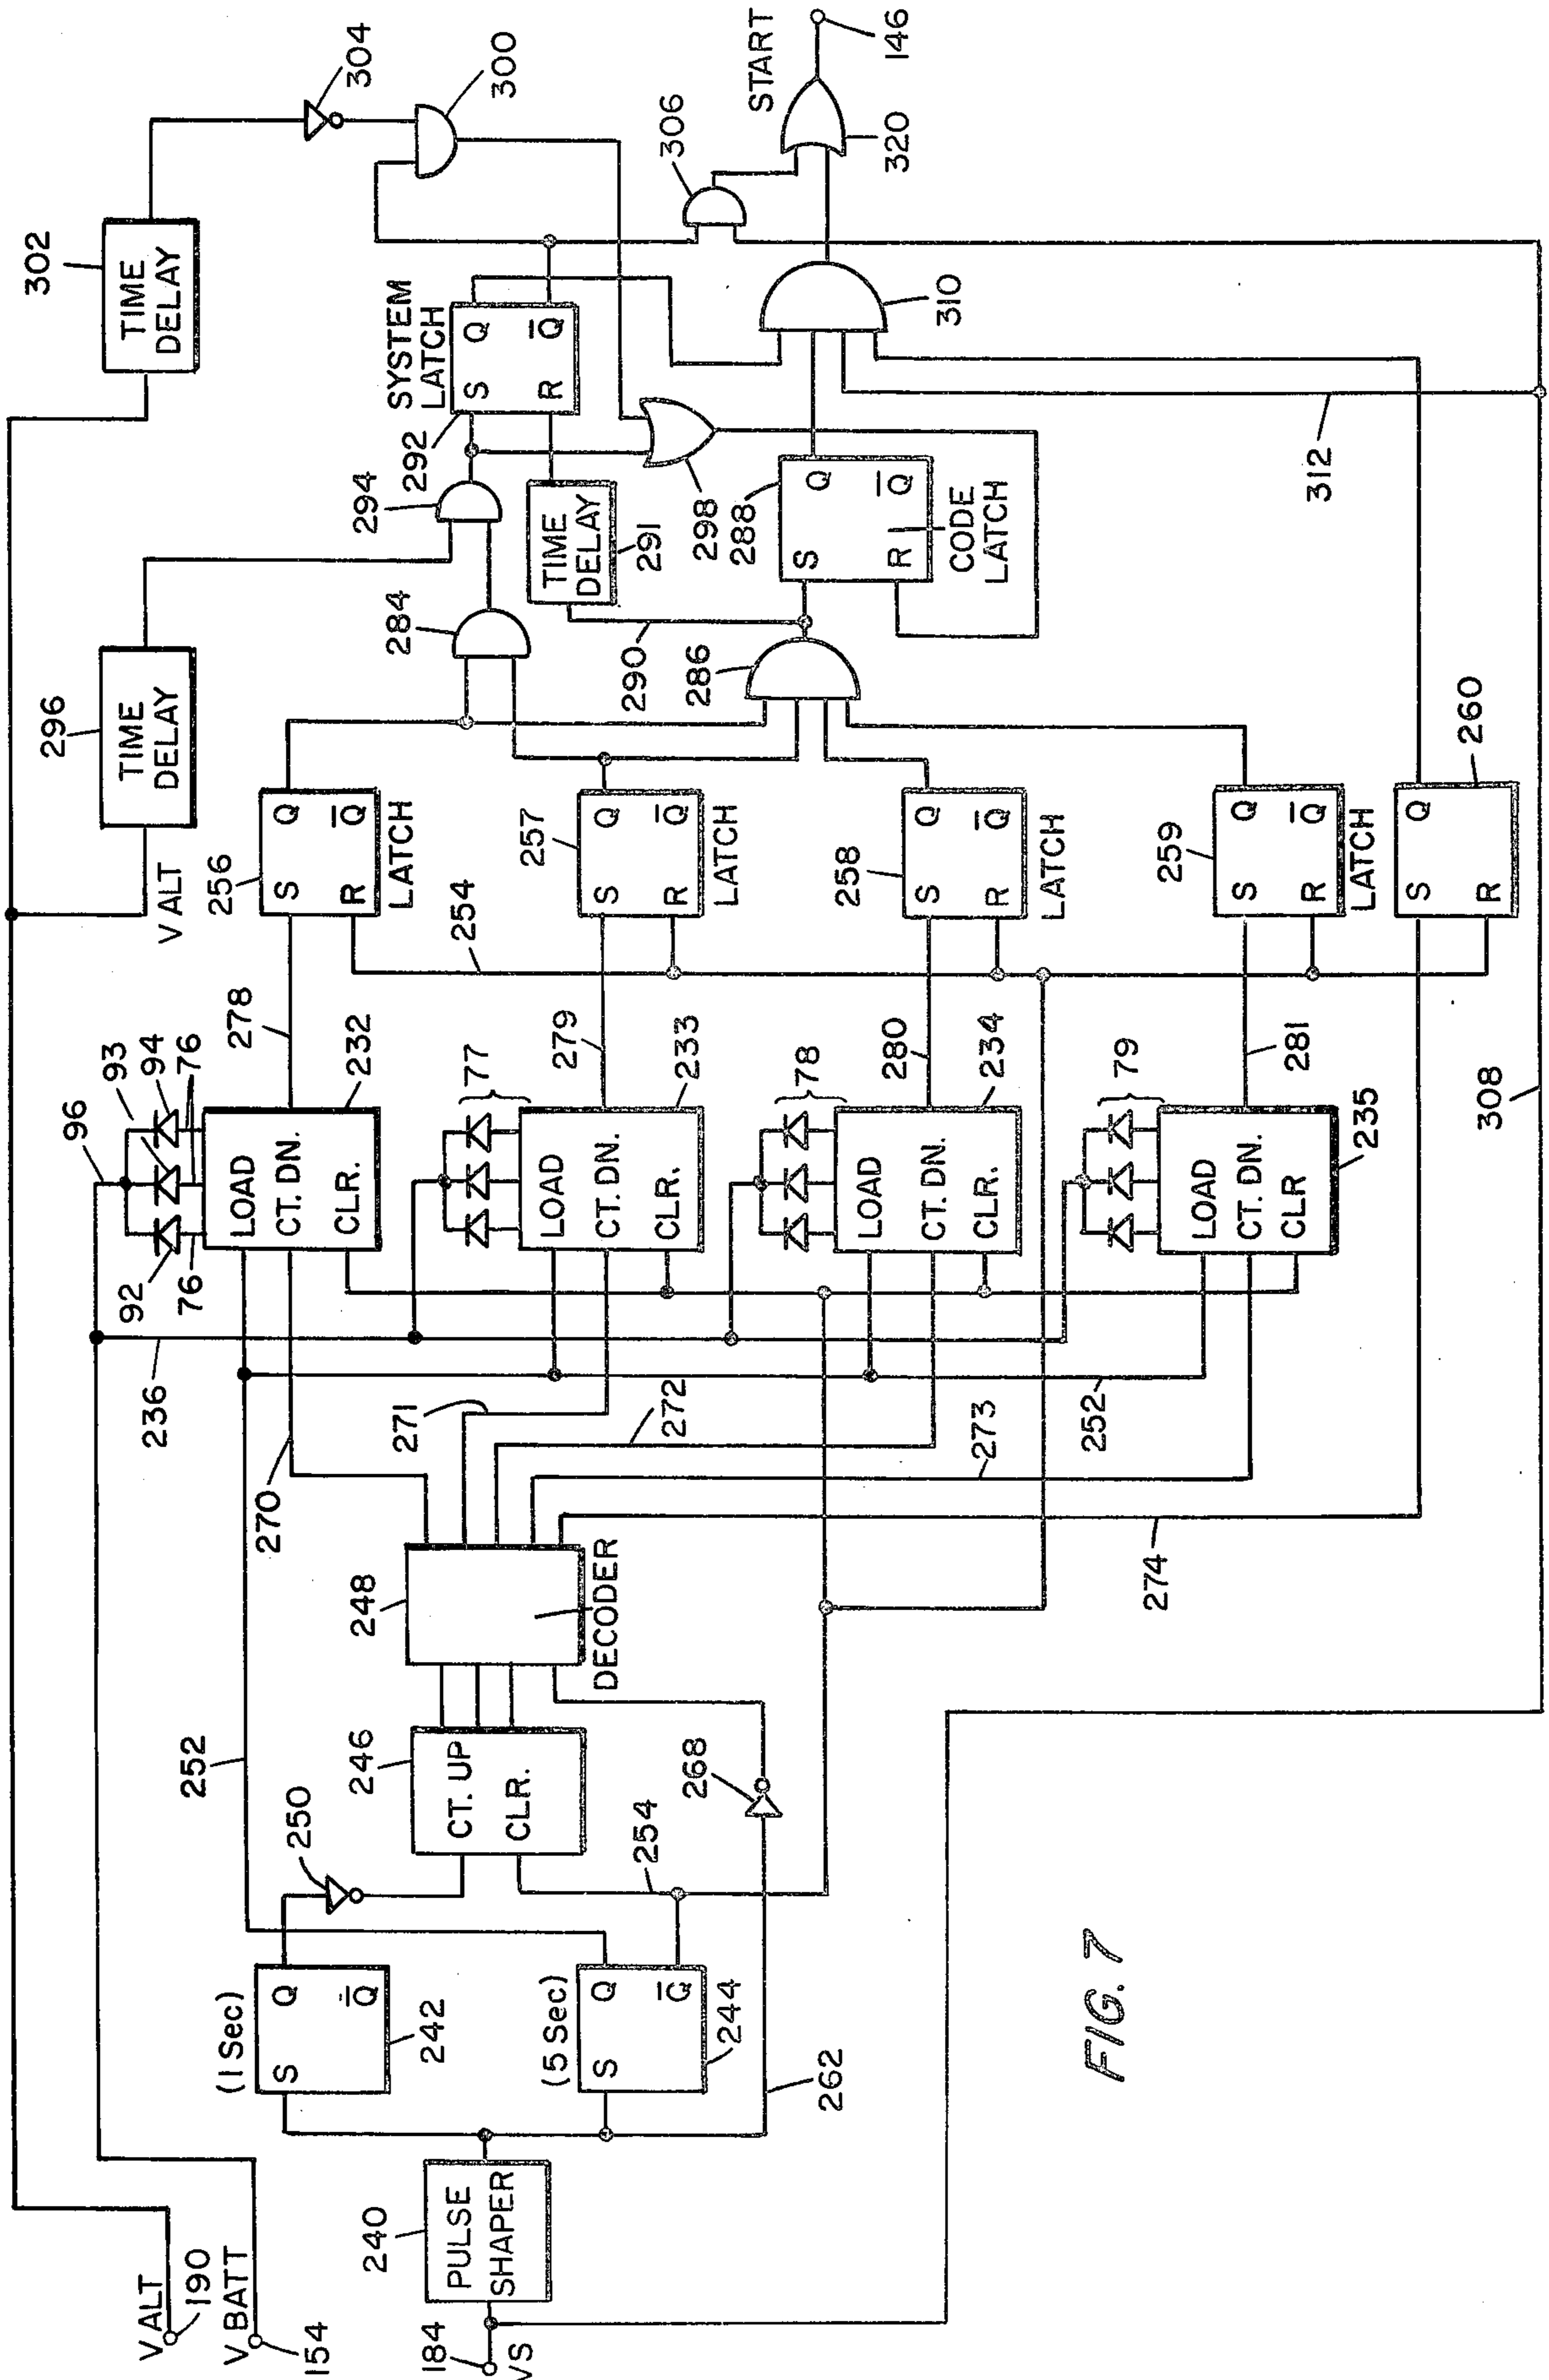 V ALT
190
V BATT
154
184
VS
240
PULSE
SHAPER
(1 Sec)
S
Q
Q̅
242
(5 Sec)
S
Q
Q̅
244
262
250
252
254
246
CT. UP
CLR.
268
248
DECODER
270
271
272
273
252
274
236
96
93
94
92
76
76
76
LOAD
CT. DN.
CLR.
232
278
77
LOAD
CT. DN.
CLR.
233
279
78
LOAD
CT. DN.
CLR.
234
280
79
LOAD
CT. DN.
CLR
235
281
308
254
256
S
Q
R
Q̅
LATCH
257
S
Q
R
Q̅
LATCH
258
S
Q
R
Q̅
LATCH
259
S
Q
R
Q̅
LATCH
260
S
Q
R
V ALT
296
TIME
DELAY
284
286
290
294
TIME
DELAY
291
292
SYSTEM
LATCH
S
Q
R
Q̅
298
288
S
Q
R
Q̅
CODE
LATCH
312
302
TIME
DELAY
304
300
306
310
START
320
146
FIG. 7